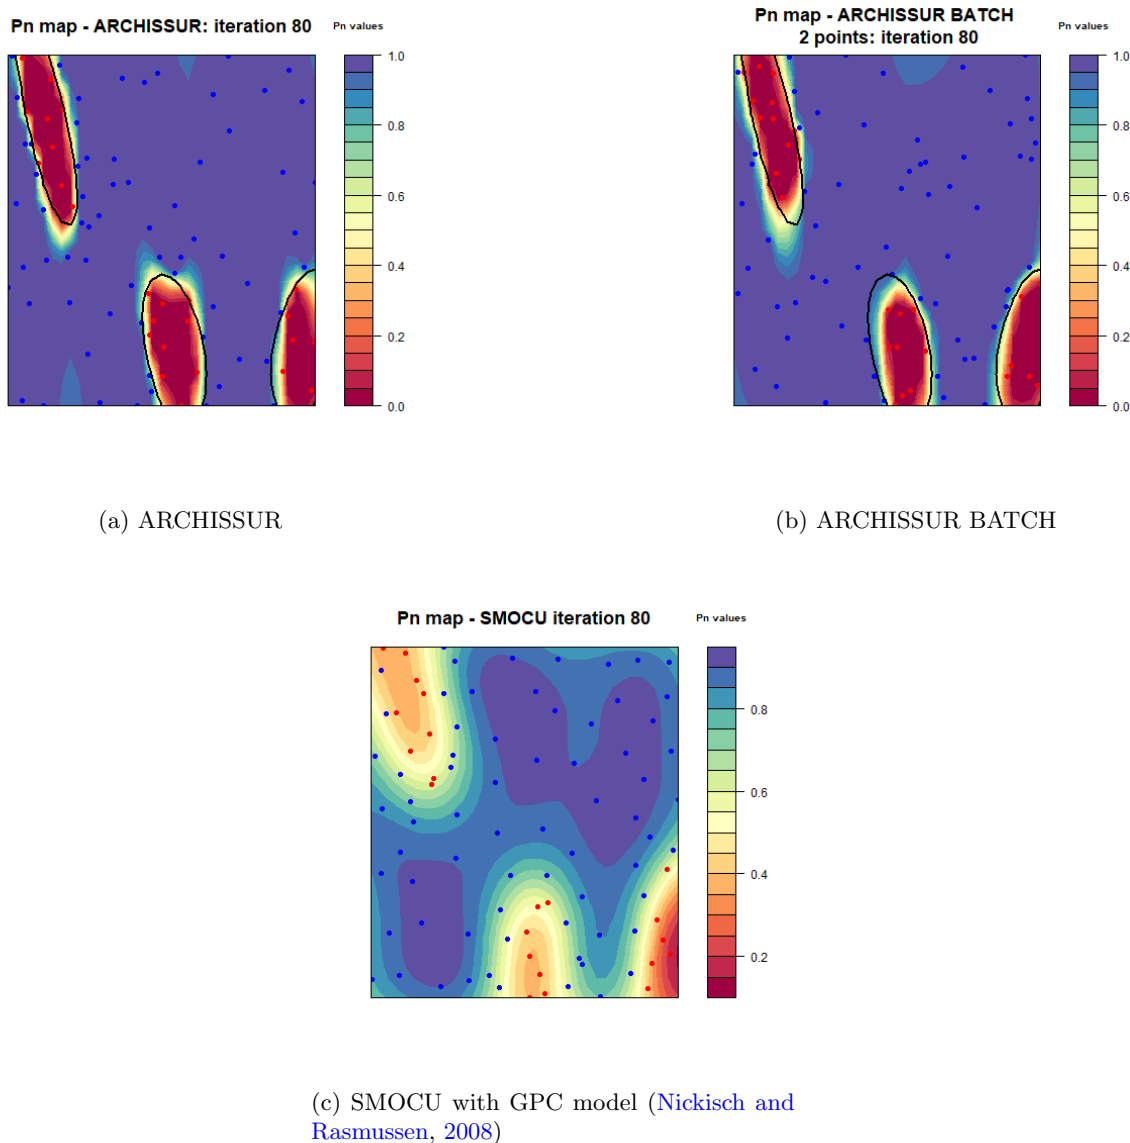 Pn map - ARCHISSUR: iteration 80
Pn values
1.0
0.8
0.6
0.4
0.2
0.0
(a) ARCHISSUR
Pn map - ARCHISSUR BATCH
2 points: iteration 80
Pn values
1.0
0.8
0.6
0.4
0.2
0.0
(b) ARCHISSUR BATCH
Pn map - SMOCU iteration 80
Pn values
0.8
0.6
0.4
0.2
(c) SMOCU with GPC model (Nickisch and
Rasmussen, 2008)